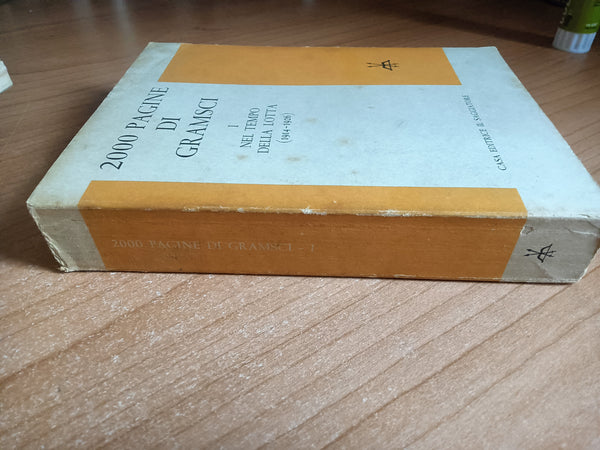 2000 PAGINE
DI
GRAMSCI
I
NEL TEMPO
DELLA LOTTA
(1914-1926)
CASA EDITRICE IL SAGGIATORE
2000 PAGINE DI GRAMSCI - I